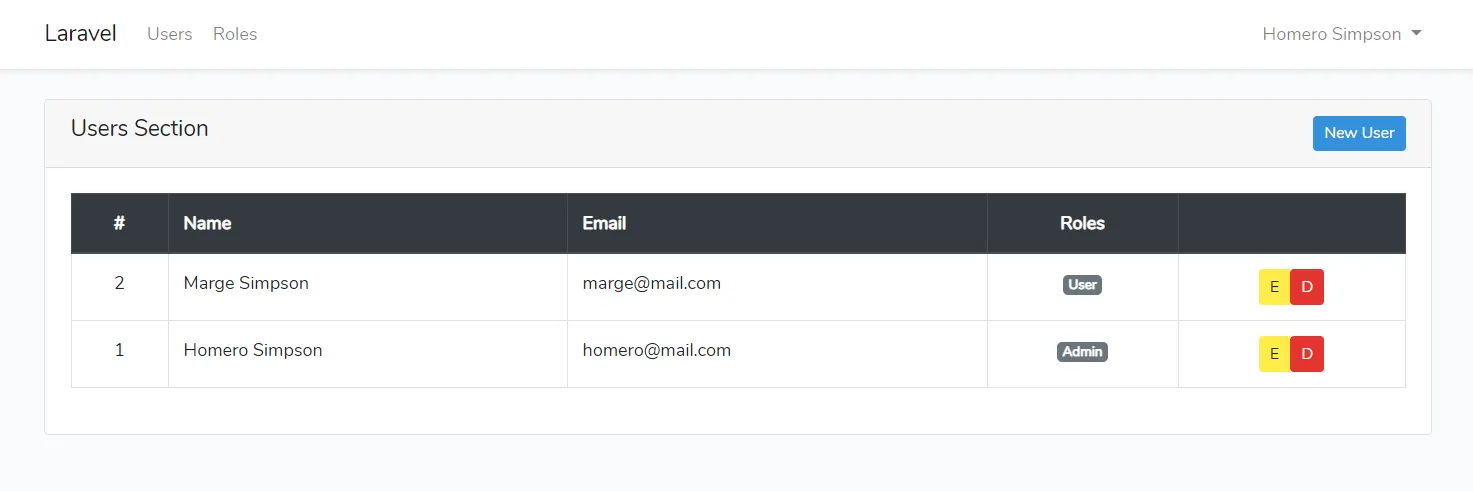 Laravel Users Roles Homero Simpson
Users Section New User
# Name Email Roles
2 Marge Simpson marge@mail.com User E D
1 Homero Simpson homero@mail.com Admin E D